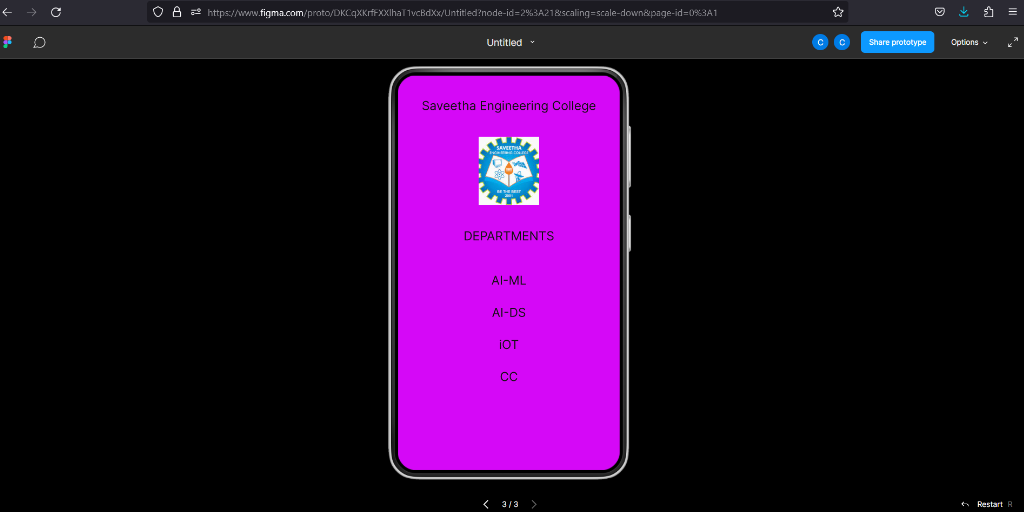 https://www.figma.com/proto/DKCqXKrfFXXlhaT1vcBdXx/Untitled?node-id=2%3A21&scaling=scale-down&page-id=0%3A1
Untitled
C C Share prototype Options
Saveetha Engineering College
SAVEETHA
ENGINEERING COLLEGE
BE THE BEST
2001
DEPARTMENTS
AI-ML
AI-DS
iOT
CC
3 / 3
Restart R